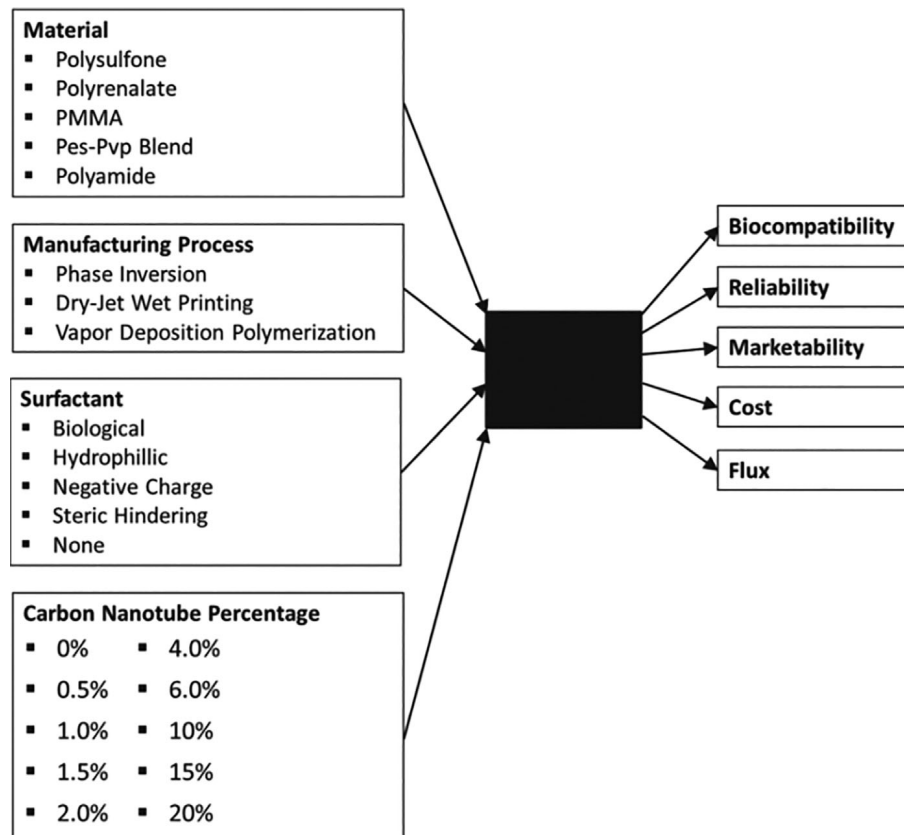 Material
▪ Polysulfone
▪ Polyrenalate
▪ PMMA
▪ Pes-Pvp Blend
▪ Polyamide
Manufacturing Process
▪ Phase Inversion
▪ Dry-Jet Wet Printing
▪ Vapor Deposition Polymerization
Surfactant
▪ Biological
▪ Hydrophillic
▪ Negative Charge
▪ Steric Hindering
▪ None
Carbon Nanotube Percentage
▪ 0% ▪ 4.0%
▪ 0.5% ▪ 6.0%
▪ 1.0% ▪ 10%
▪ 1.5% ▪ 15%
▪ 2.0% ▪ 20%
Biocompatibility
Reliability
Marketability
Cost
Flux